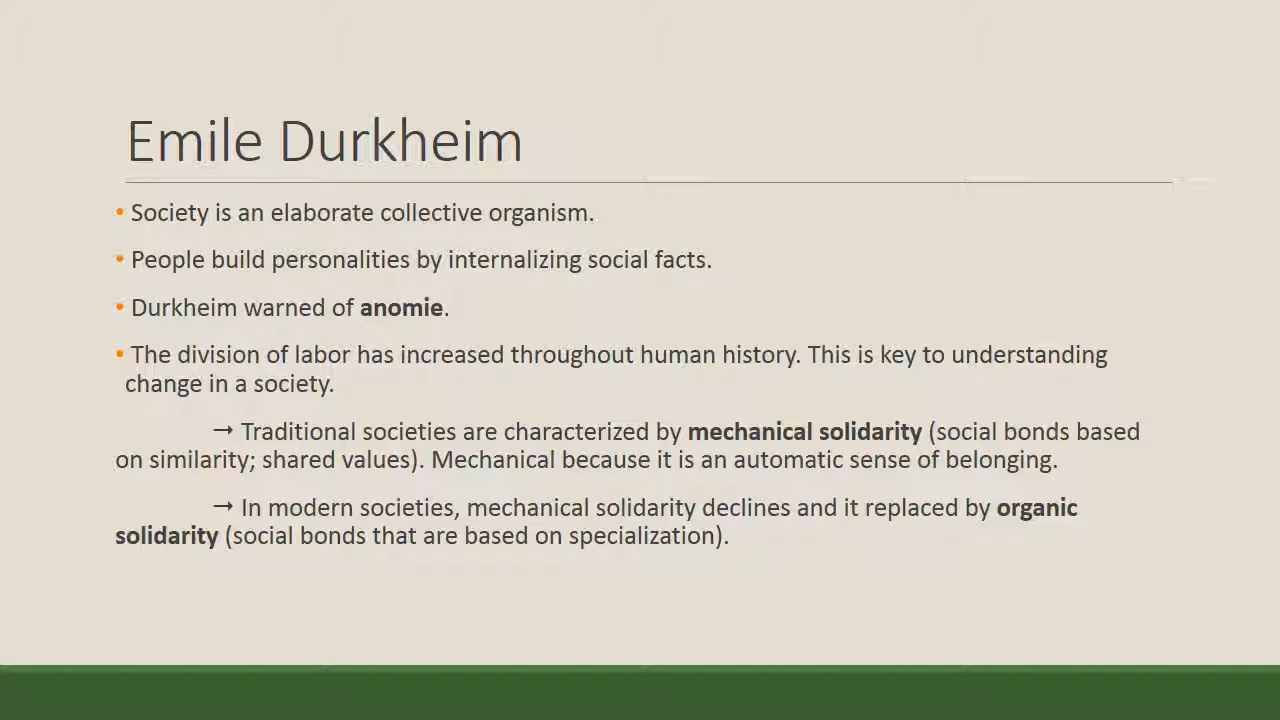 Emile Durkheim
• Society is an elaborate collective organism.
• People build personalities by internalizing social facts.
• Durkheim warned of anomie.
• The division of labor has increased throughout human history. This is key to understanding
change in a society.
→ Traditional societies are characterized by mechanical solidarity (social bonds based
on similarity; shared values). Mechanical because it is an automatic sense of belonging.
→ In modern societies, mechanical solidarity declines and it replaced by organic
solidarity (social bonds that are based on specialization).